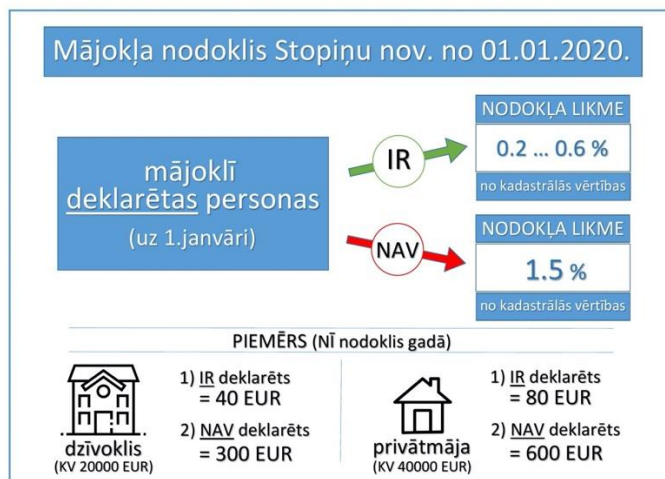 Mājokļa nodoklis Stopiņu nov. no 01.01.2020.
mājoklī
deklarētas personas
(uz 1.janvāri)
IR
NODOKĻA LIKME
0.2 ... 0.6 %
no kadastrālās vērtības
NAV
NODOKĻA LIKME
1.5 %
no kadastrālās vērtības
PIEMĒRS (NĪ nodoklis gadā)
1) IR deklarēts
= 40 EUR
2) NAV deklarēts
= 300 EUR
dzīvoklis
(KV 20000 EUR)
1) IR deklarēts
= 80 EUR
2) NAV deklarēts
= 600 EUR
privātmāja
(KV 40000 EUR)